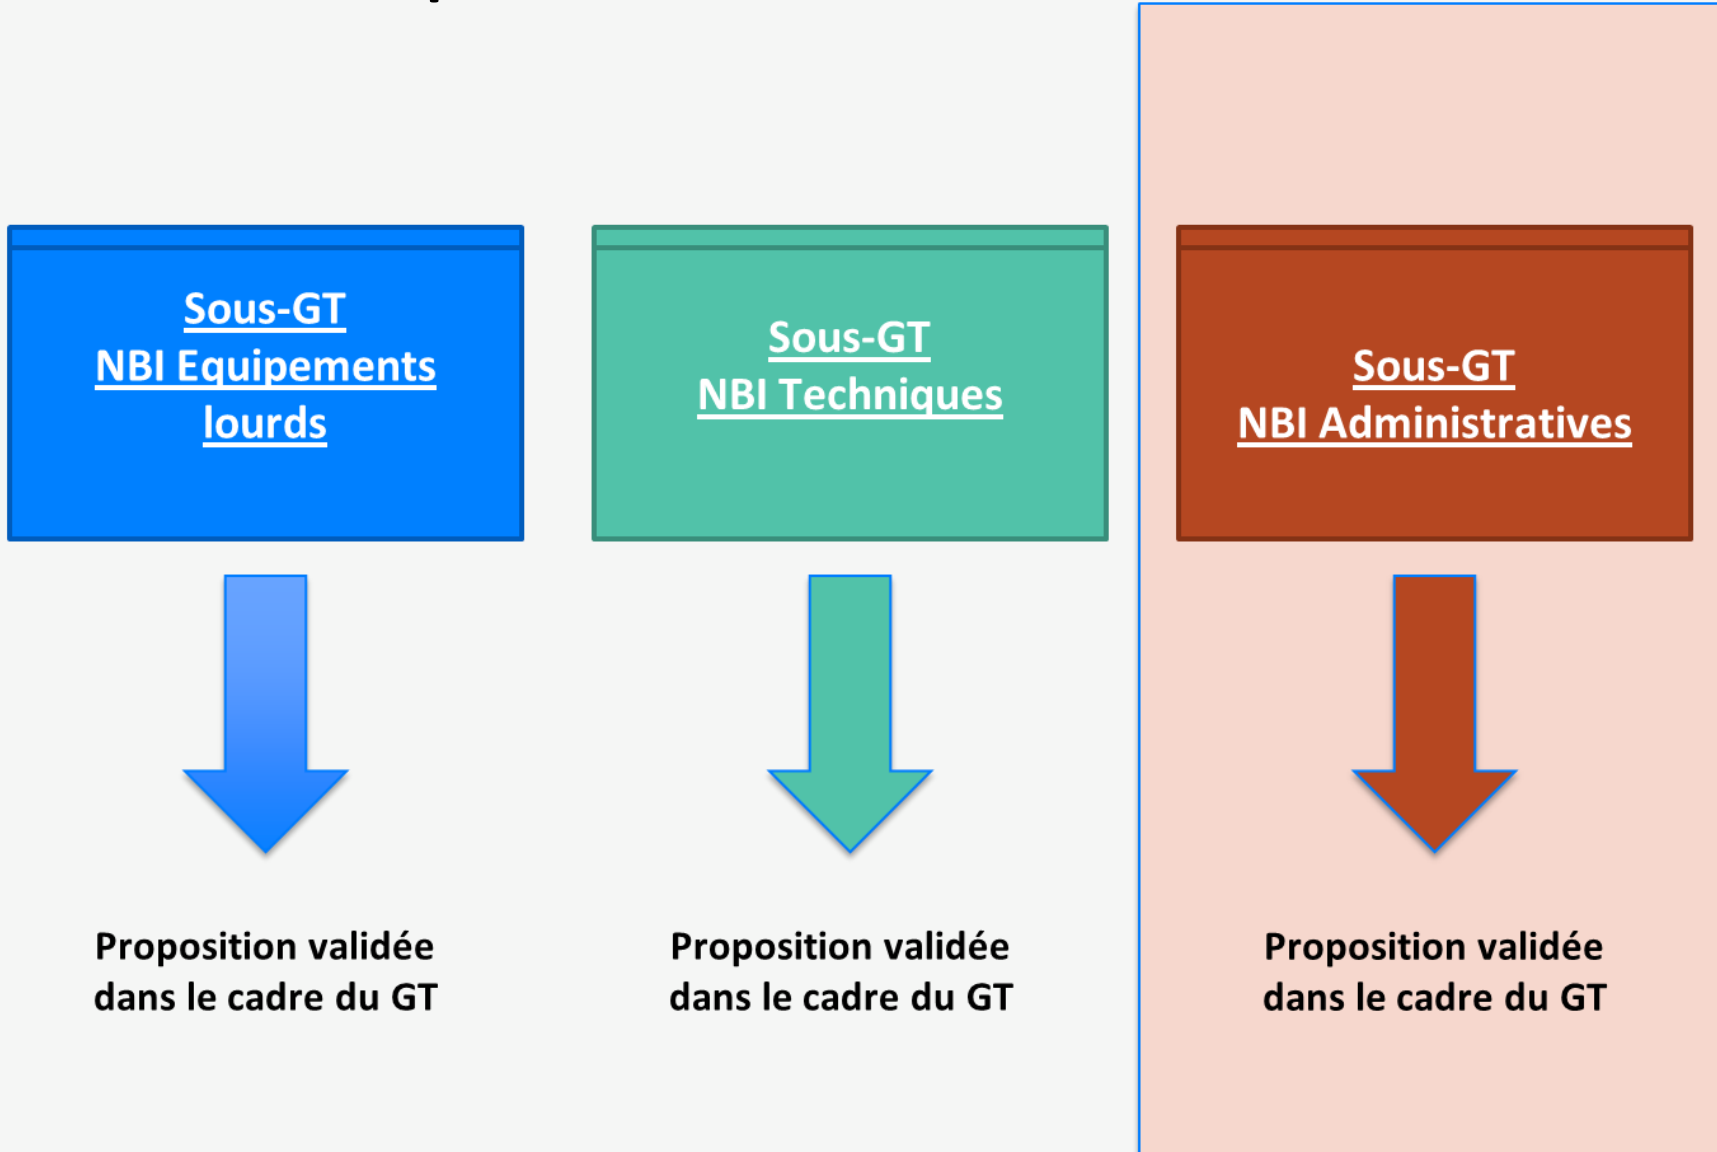 Sous-GT
NBI Equipements
lourds
Sous-GT
NBI Techniques
Sous-GT
NBI Administratives
Proposition validée
dans le cadre du GT
Proposition validée
dans le cadre du GT
Proposition validée
dans le cadre du GT